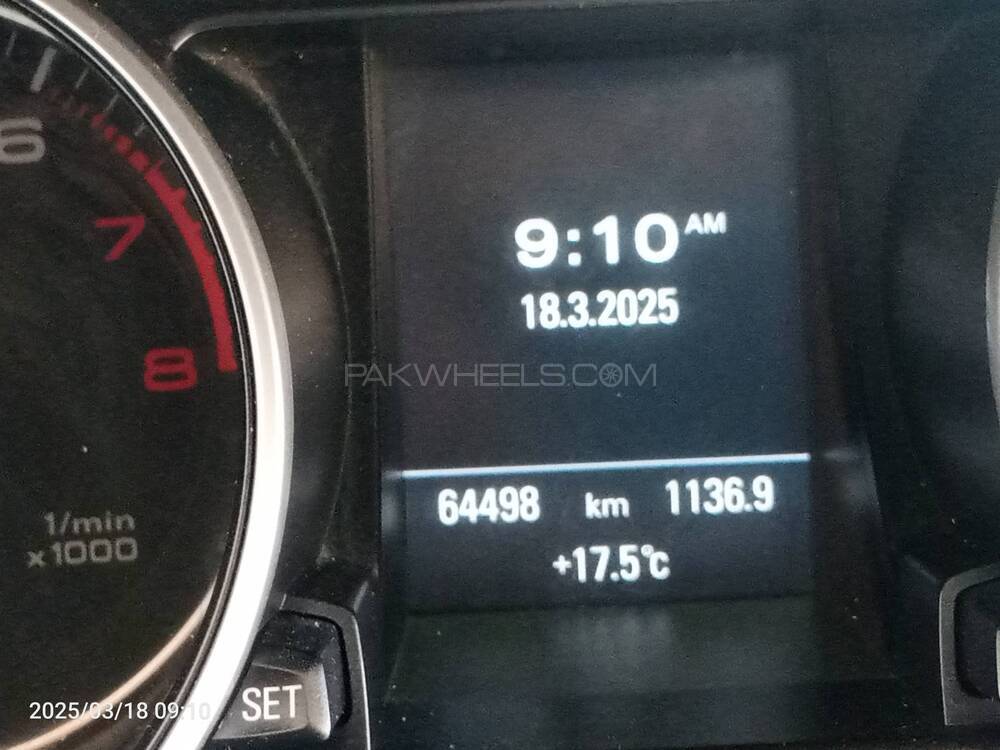 6
7
8
1/min
x1000
9:10 AM
18.3.2025
PAKWHEELS.COM
64498 km 1136.9
+17.5°C
SET
2025/03/18 09:10